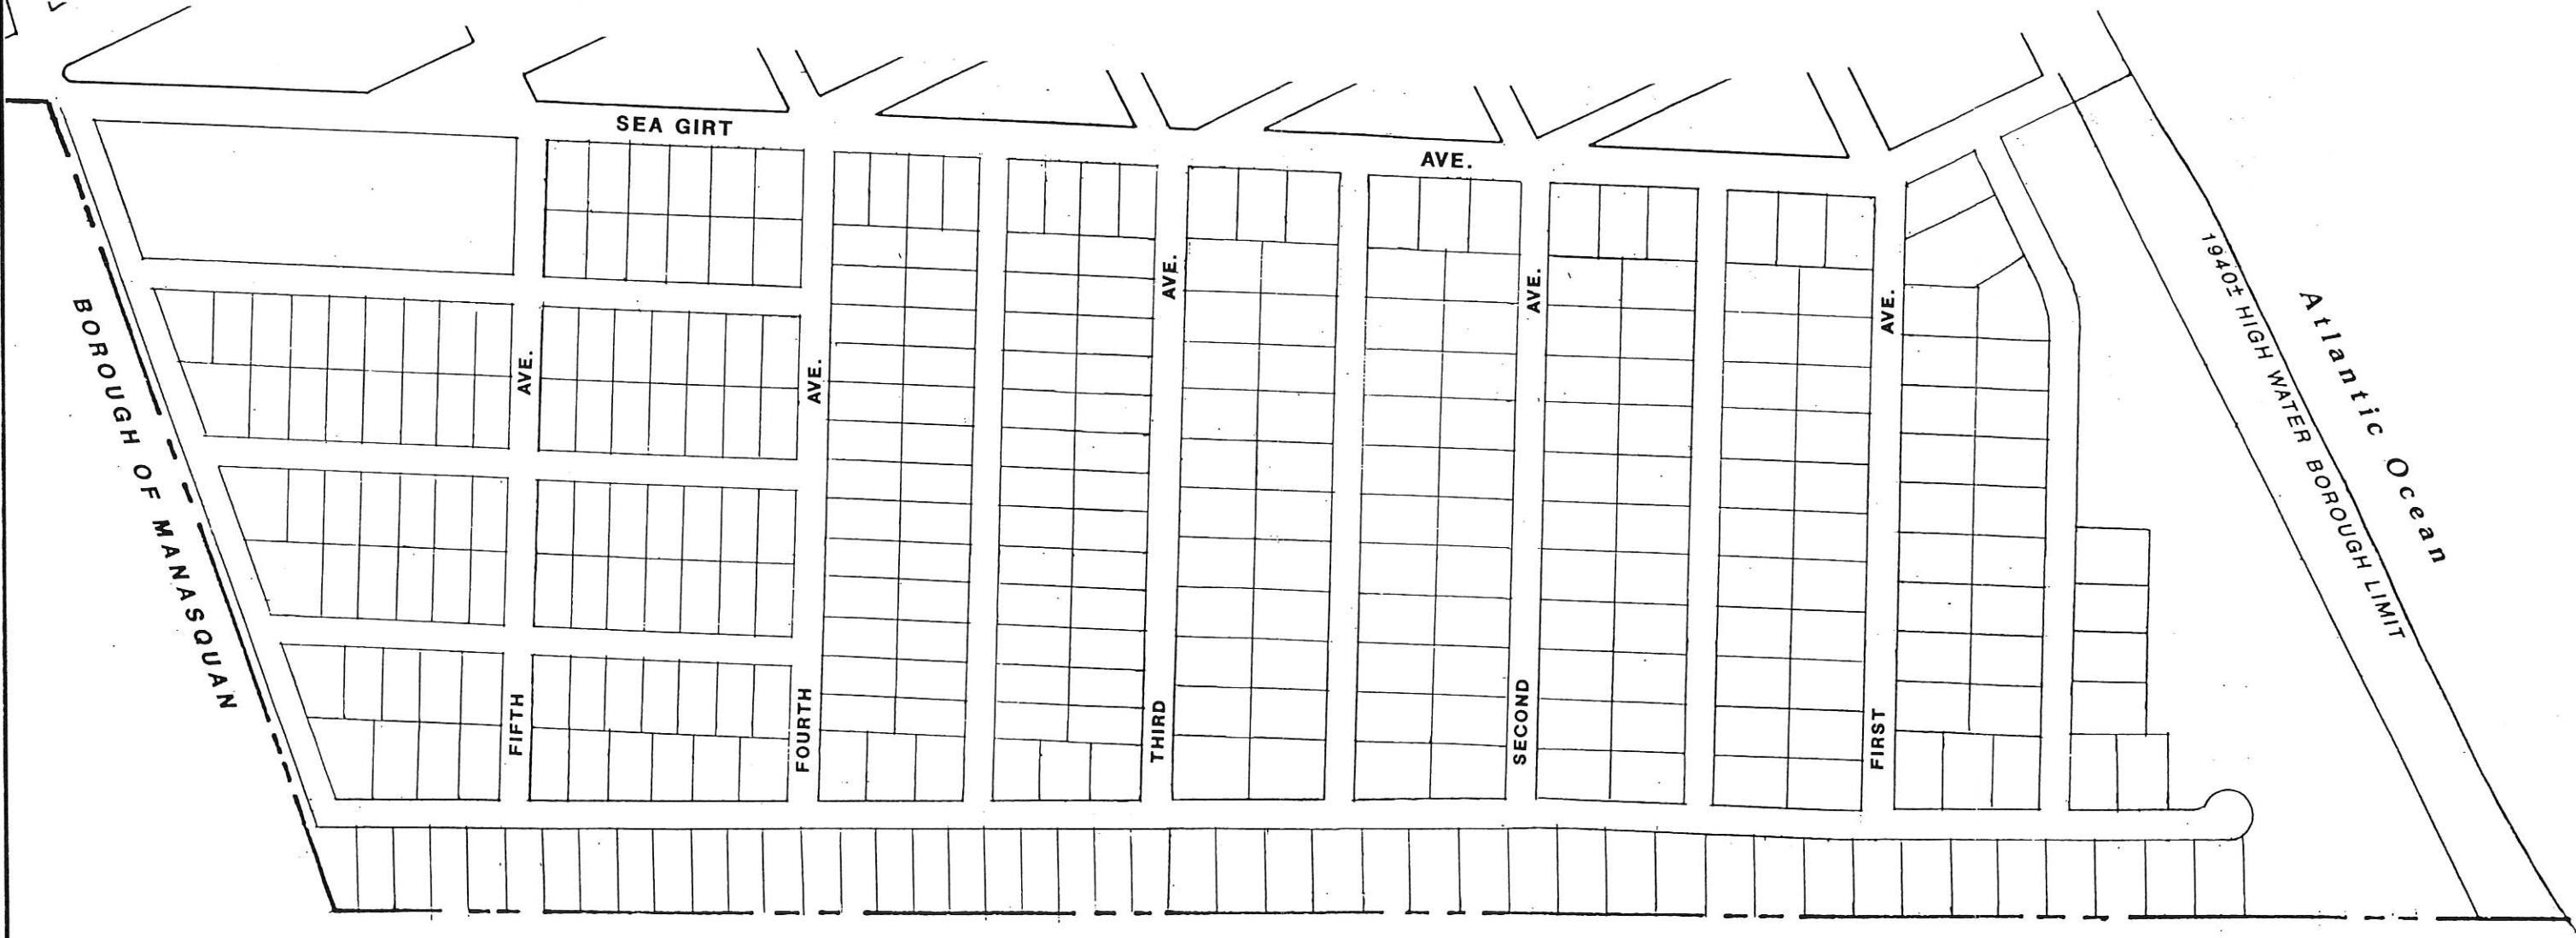 SEA GIRT AVE.
BOROUGH OF MANASQUAN
FIFTH AVE.
FOURTH AVE.
THIRD AVE.
SECOND AVE.
FIRST AVE.
1940± HIGH WATER BOROUGH LIMIT
Atlantic Ocean